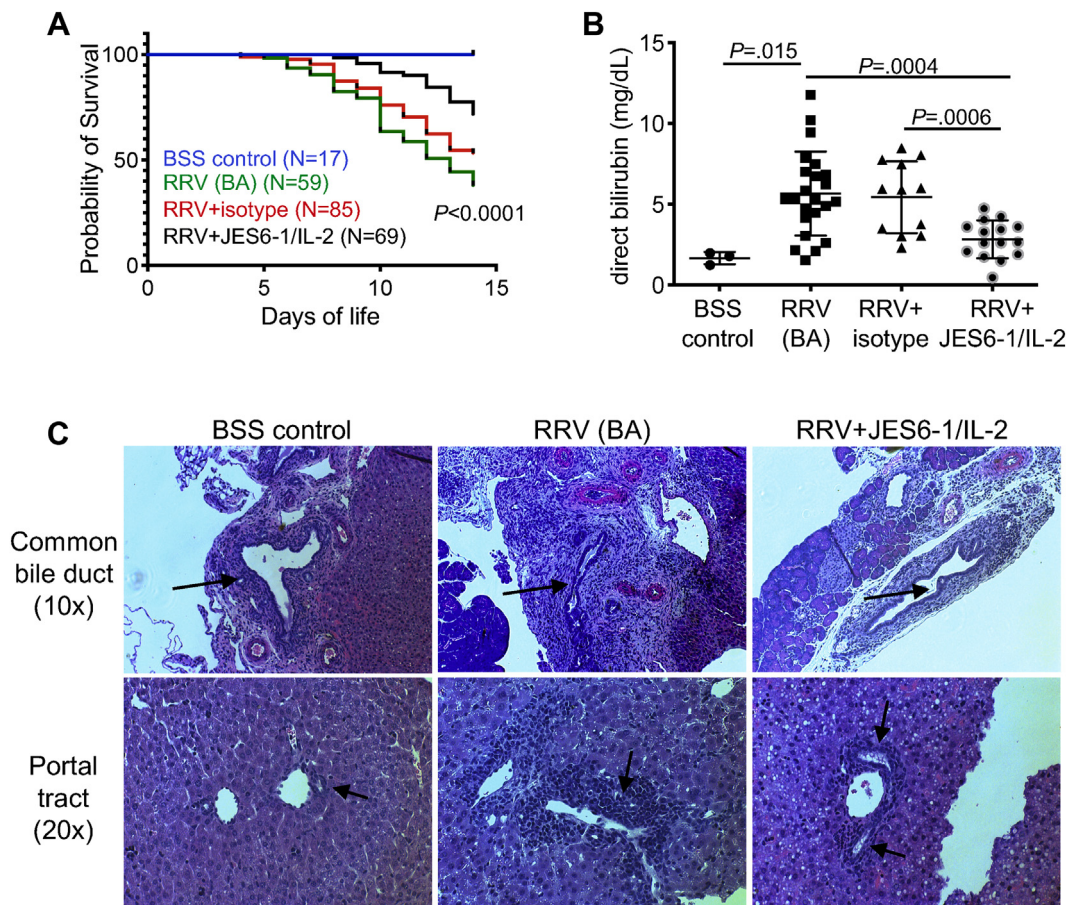 A
Probability of Survival
100
50
0
0
5
10
15
Days of life
BSS control (N=17)
RRV (BA) (N=59)
RRV+isotype (N=85)
RRV+JES6-1/IL-2 (N=69)
P<0.0001
B
direct bilirubin (mg/dL)
15
10
5
0
P=.015
P=.0004
P=.0006
BSS
control
RRV
(BA)
RRV+
isotype
RRV+
JES6-1/IL-2
C
BSS control
RRV (BA)
RRV+JES6-1/IL-2
Common
bile duct
(10x)
Portal
tract
(20x)